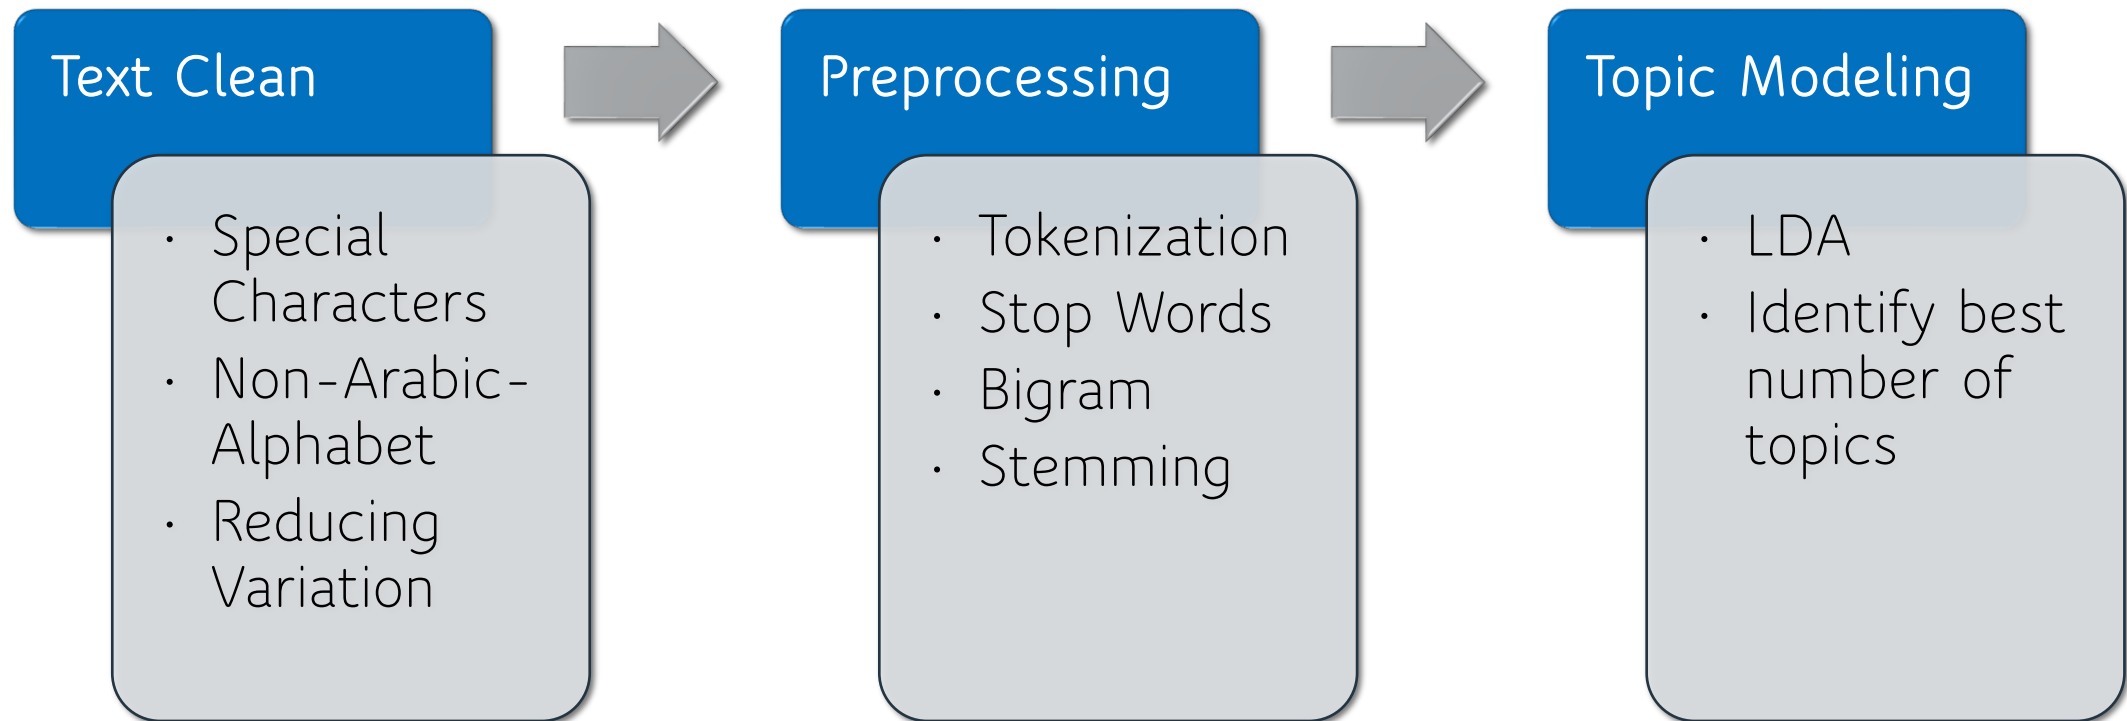 Text Clean
· Special
Characters
· Non-Arabic-
Alphabet
· Reducing
Variation
Preprocessing
· Tokenization
· Stop Words
· Bigram
· Stemming
Topic Modeling
· LDA
· Identify best
number of
topics